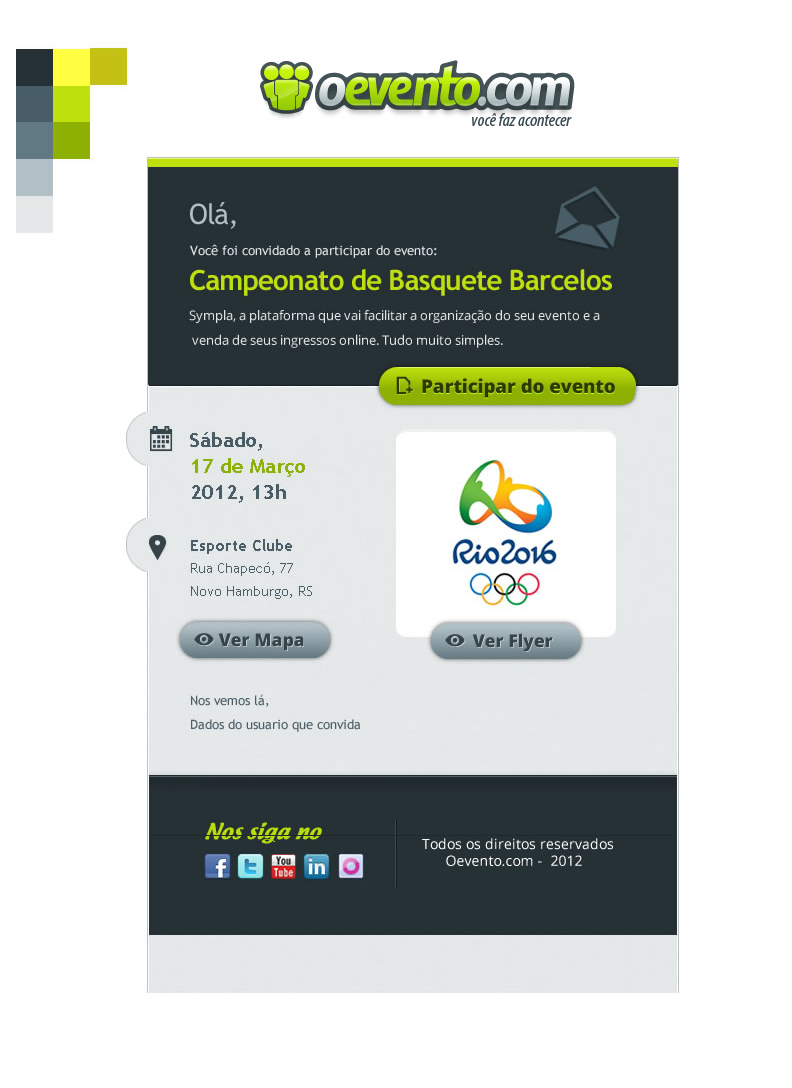 oevento.com
você faz acontecer
Olá,
Você foi convidado a participar do evento:
Campeonato de Basquete Barcelos
Sympla, a plataforma que vai facilitar a organização do seu evento e a
venda de seus ingressos online. Tudo muito simples.
Participar do evento
Sábado,
17 de Março
2012, 13h
Rio2016
Esporte Clube
Rua Chapecó, 77
Novo Hamburgo, RS
Ver Mapa
Ver Flyer
Nos vemos lá,
Dados do usuario que convida
Nos siga no
f t You Tube in
Todos os direitos reservados
Oevento.com - 2012